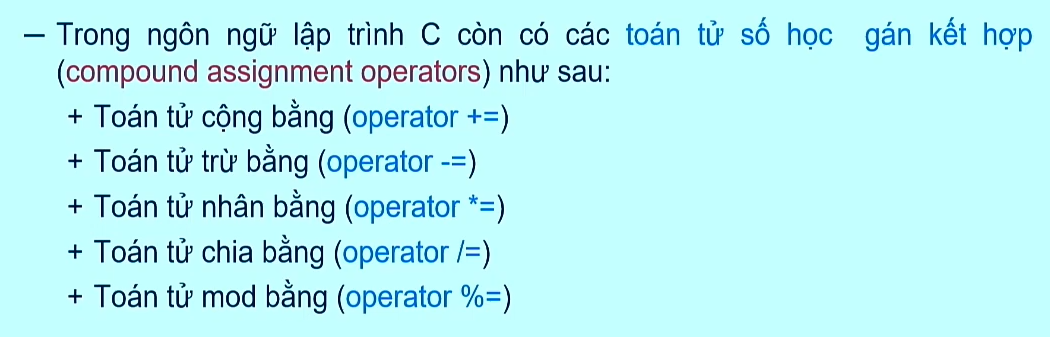 – Trong ngôn ngữ lập trình C còn có các toán tử số học gán kết hợp
(compound assignment operators) như sau:
+ Toán tử cộng bằng (operator +=)
+ Toán tử trừ bằng (operator -=)
+ Toán tử nhân bằng (operator *=)
+ Toán tử chia bằng (operator /=)
+ Toán tử mod bằng (operator %=)